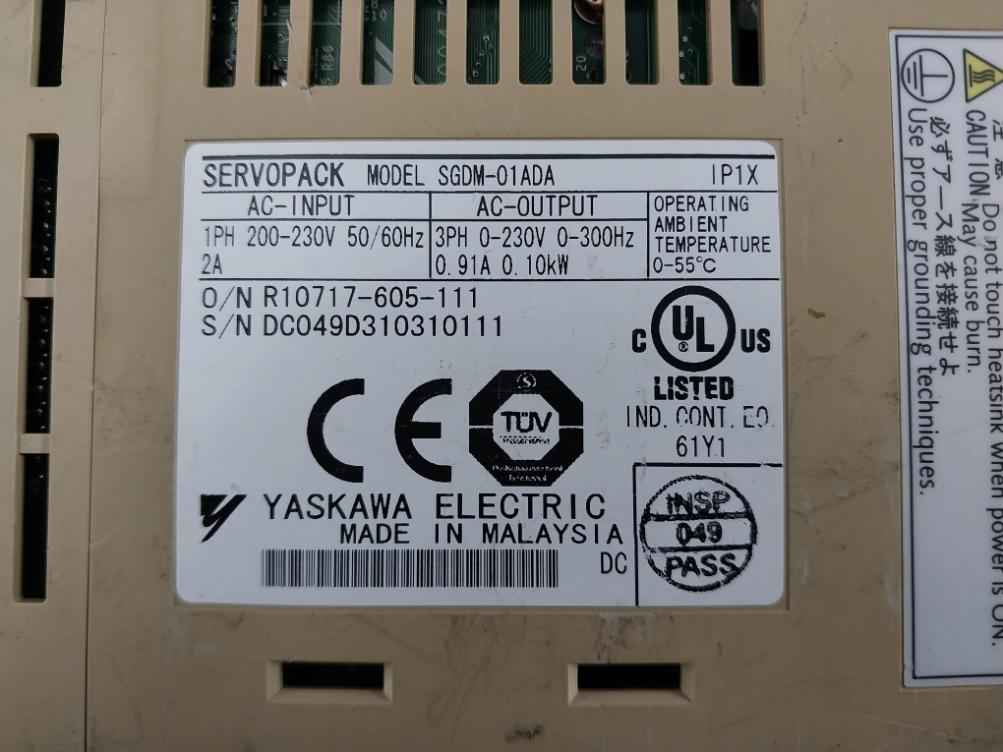 SERVOPACK MODEL SGDM-01ADA IP1X
AC-INPUT
1PH 200-230V 50/60Hz
2A
AC-OUTPUT
3PH 0-230V 0-300Hz
0.91A 0.10kW
OPERATING
AMBIENT
TEMPERATURE
0-55℃
O/N R10717-605-111
S/N DC049D310310111
C UL US
®
LISTED
IND. CONT. EQ.
61Y1
CE
TÜV
YASKAWA ELECTRIC
MADE IN MALAYSIA
DC
INSP
049
PASS
注 意
CAUTION
Do not touch heatsink when power is ON.
May cause burn.
必ずアース線を接続せよ
Use proper grounding techniques.